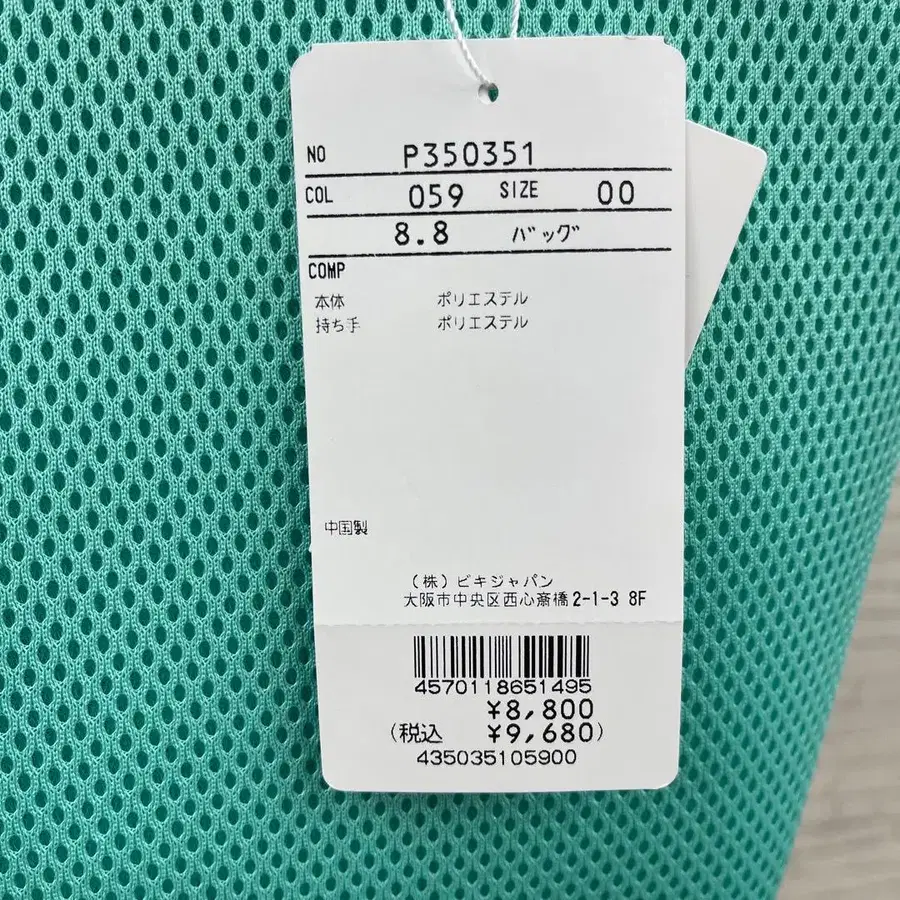 NO P350351
COL 059 SIZE 00
8.8 バッグ
COMP
本体 ポリエステル
持ち手 ポリエステル
中国製
(株)ビキジャパン
大阪市中央区西心斎橋2-1-3 8F
4570118651495
¥8,800
(税込 ¥9,680)
435035105900